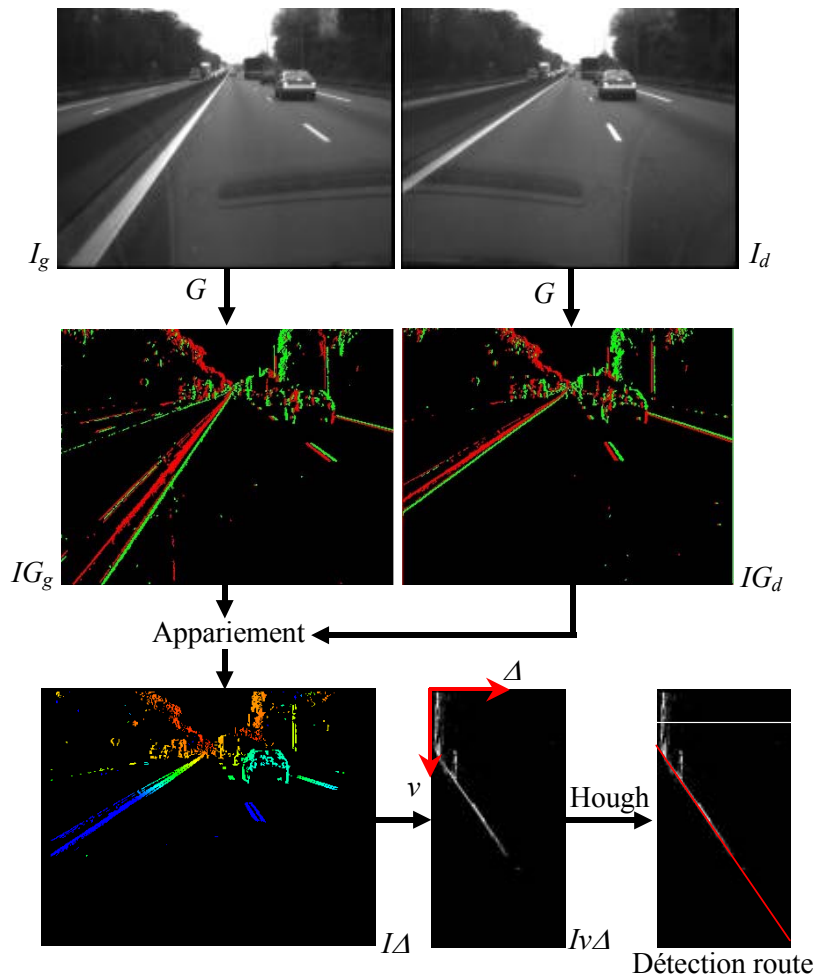 I_g
I_d
G
G
IG_g
IG_d
Appariement
Δ
v
Hough
IΔ
IvΔ
Détection route